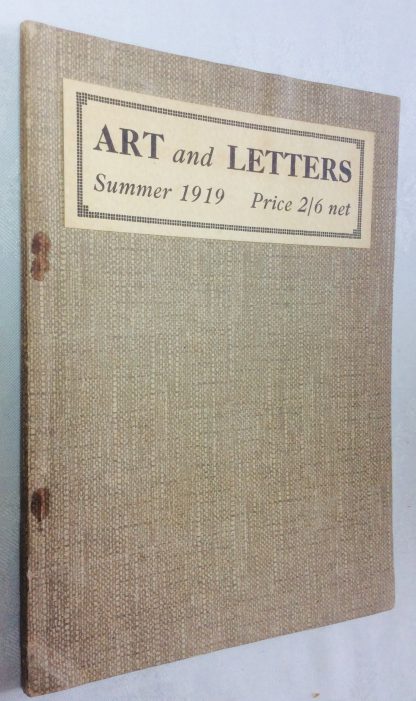 ART and LETTERS
Summer 1919 Price 2/6 net